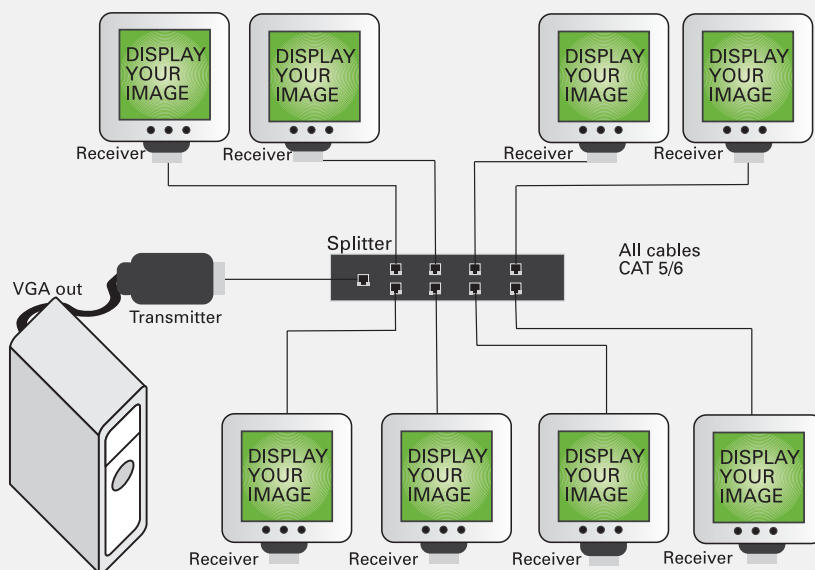 DISPLAY
YOUR
IMAGE
DISPLAY
YOUR
IMAGE
DISPLAY
YOUR
IMAGE
DISPLAY
YOUR
IMAGE
Receiver
Receiver
Receiver
Receiver
Splitter
All cables
CAT 5/6
VGA out
Transmitter
DISPLAY
YOUR
IMAGE
DISPLAY
YOUR
IMAGE
DISPLAY
YOUR
IMAGE
DISPLAY
YOUR
IMAGE
Receiver
Receiver
Receiver
Receiver